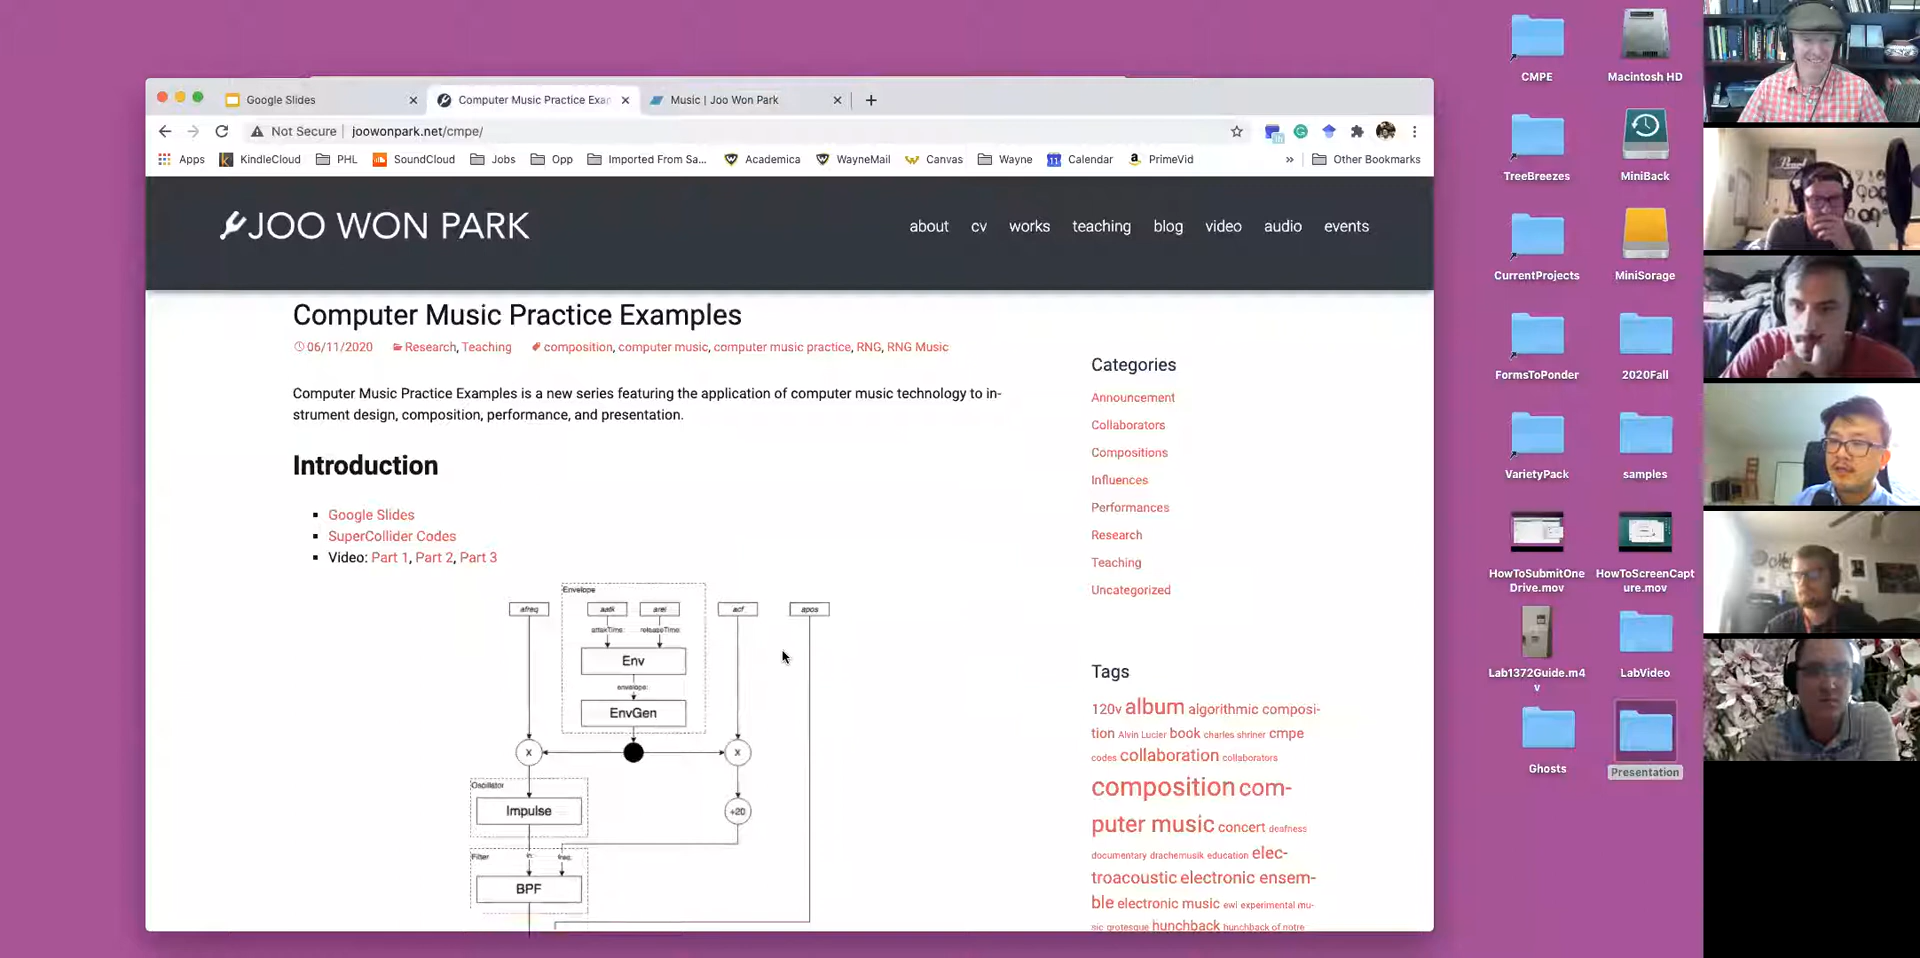 Google Slides
Computer Music Practice Exar
Music | Joo Won Park
Not Secure
joowonpark.net/cmpe/
Apps
KindleCloud
PHL
SoundCloud
Jobs
Opp
Imported From Sa...
Academica
WayneMail
Canvas
Wayne
Calendar
PrimeVid
»
Other Bookmarks
JOO WON PARK
about cv works teaching blog video audio events
Computer Music Practice Examples
06/11/2020 Research, Teaching composition, computer music, computer music practice, RNG, RNG Music
Computer Music Practice Examples is a new series featuring the application of computer music technology to in-
strument design, composition, performance, and presentation.
Introduction
Google Slides
SuperCollider Codes
Video: Part 1, Part 2, Part 3
Envelope
afreq
aatk
arel
acf
apos
attackTime:
releaseTime:
Env
envelope:
EnvGen
x
x
Oscillator
Impulse
+20
Filter
in:
freq:
BPF
Categories
Announcement
Collaborators
Compositions
Influences
Performances
Research
Teaching
Uncategorized
Tags
120v album algorithmic composi-
tion Alvin Lucier book charles shriner cmpe
codes collaboration collaborators
composition com-
puter music concert deafness
documentary drachemusik education elec-
troacoustic electronic ensem-
ble electronic music ewi experimental mu-
sic grotesque hunchback hunchback of notre
CMPE
Macintosh HD
TreeBreezes
MiniBack
CurrentProjects
MiniSorage
FormsToPonder
2020Fall
VarietyPack
samples
HowToSubmitOne
Drive.mov
HowToScreenCapt
ure.mov
Lab1372Guide.m4
v
LabVideo
Ghosts
Presentation